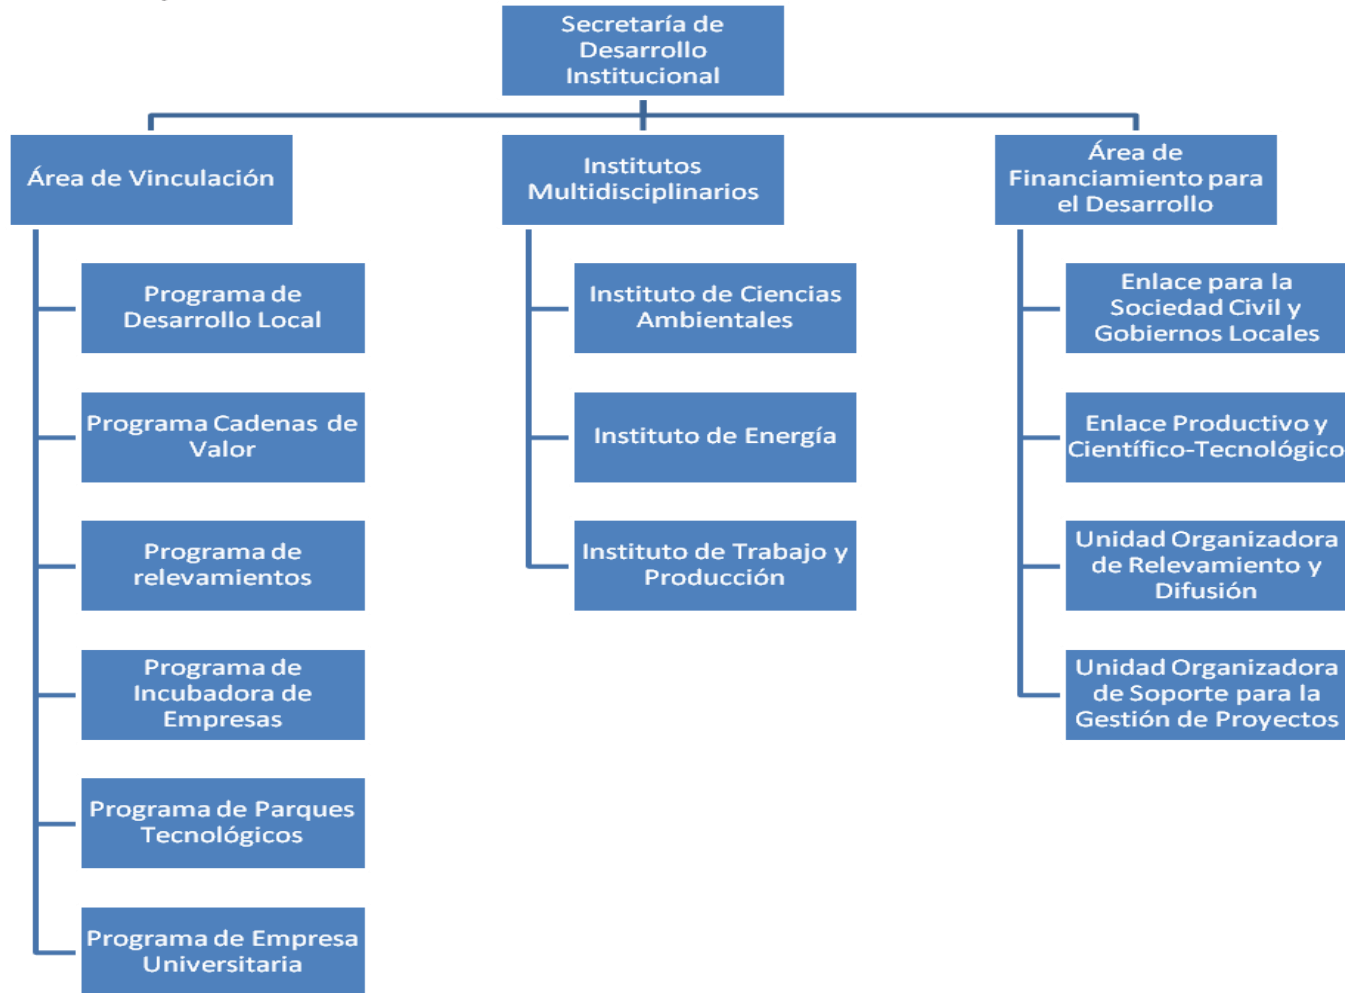 Secretaría de
Desarrollo
Institucional
Área de Vinculación
Institutos
Multidisciplinarios
Área de
Financiamiento para
el Desarrollo
Programa de
Desarrollo Local
Programa Cadenas de
Valor
Programa de
relevamientos
Programa de
Incubadora de
Empresas
Programa de Parques
Tecnológicos
Programa de Empresa
Universitaria
Instituto de Ciencias
Ambientales
Instituto de Energía
Instituto de Trabajo y
Producción
Enlace para la
Sociedad Civil y
Gobiernos Locales
Enlace Productivo y
Científico-Tecnológico
Unidad Organizadora
de Relevamiento y
Difusión
Unidad Organizadora
de Soporte para la
Gestión de Proyectos